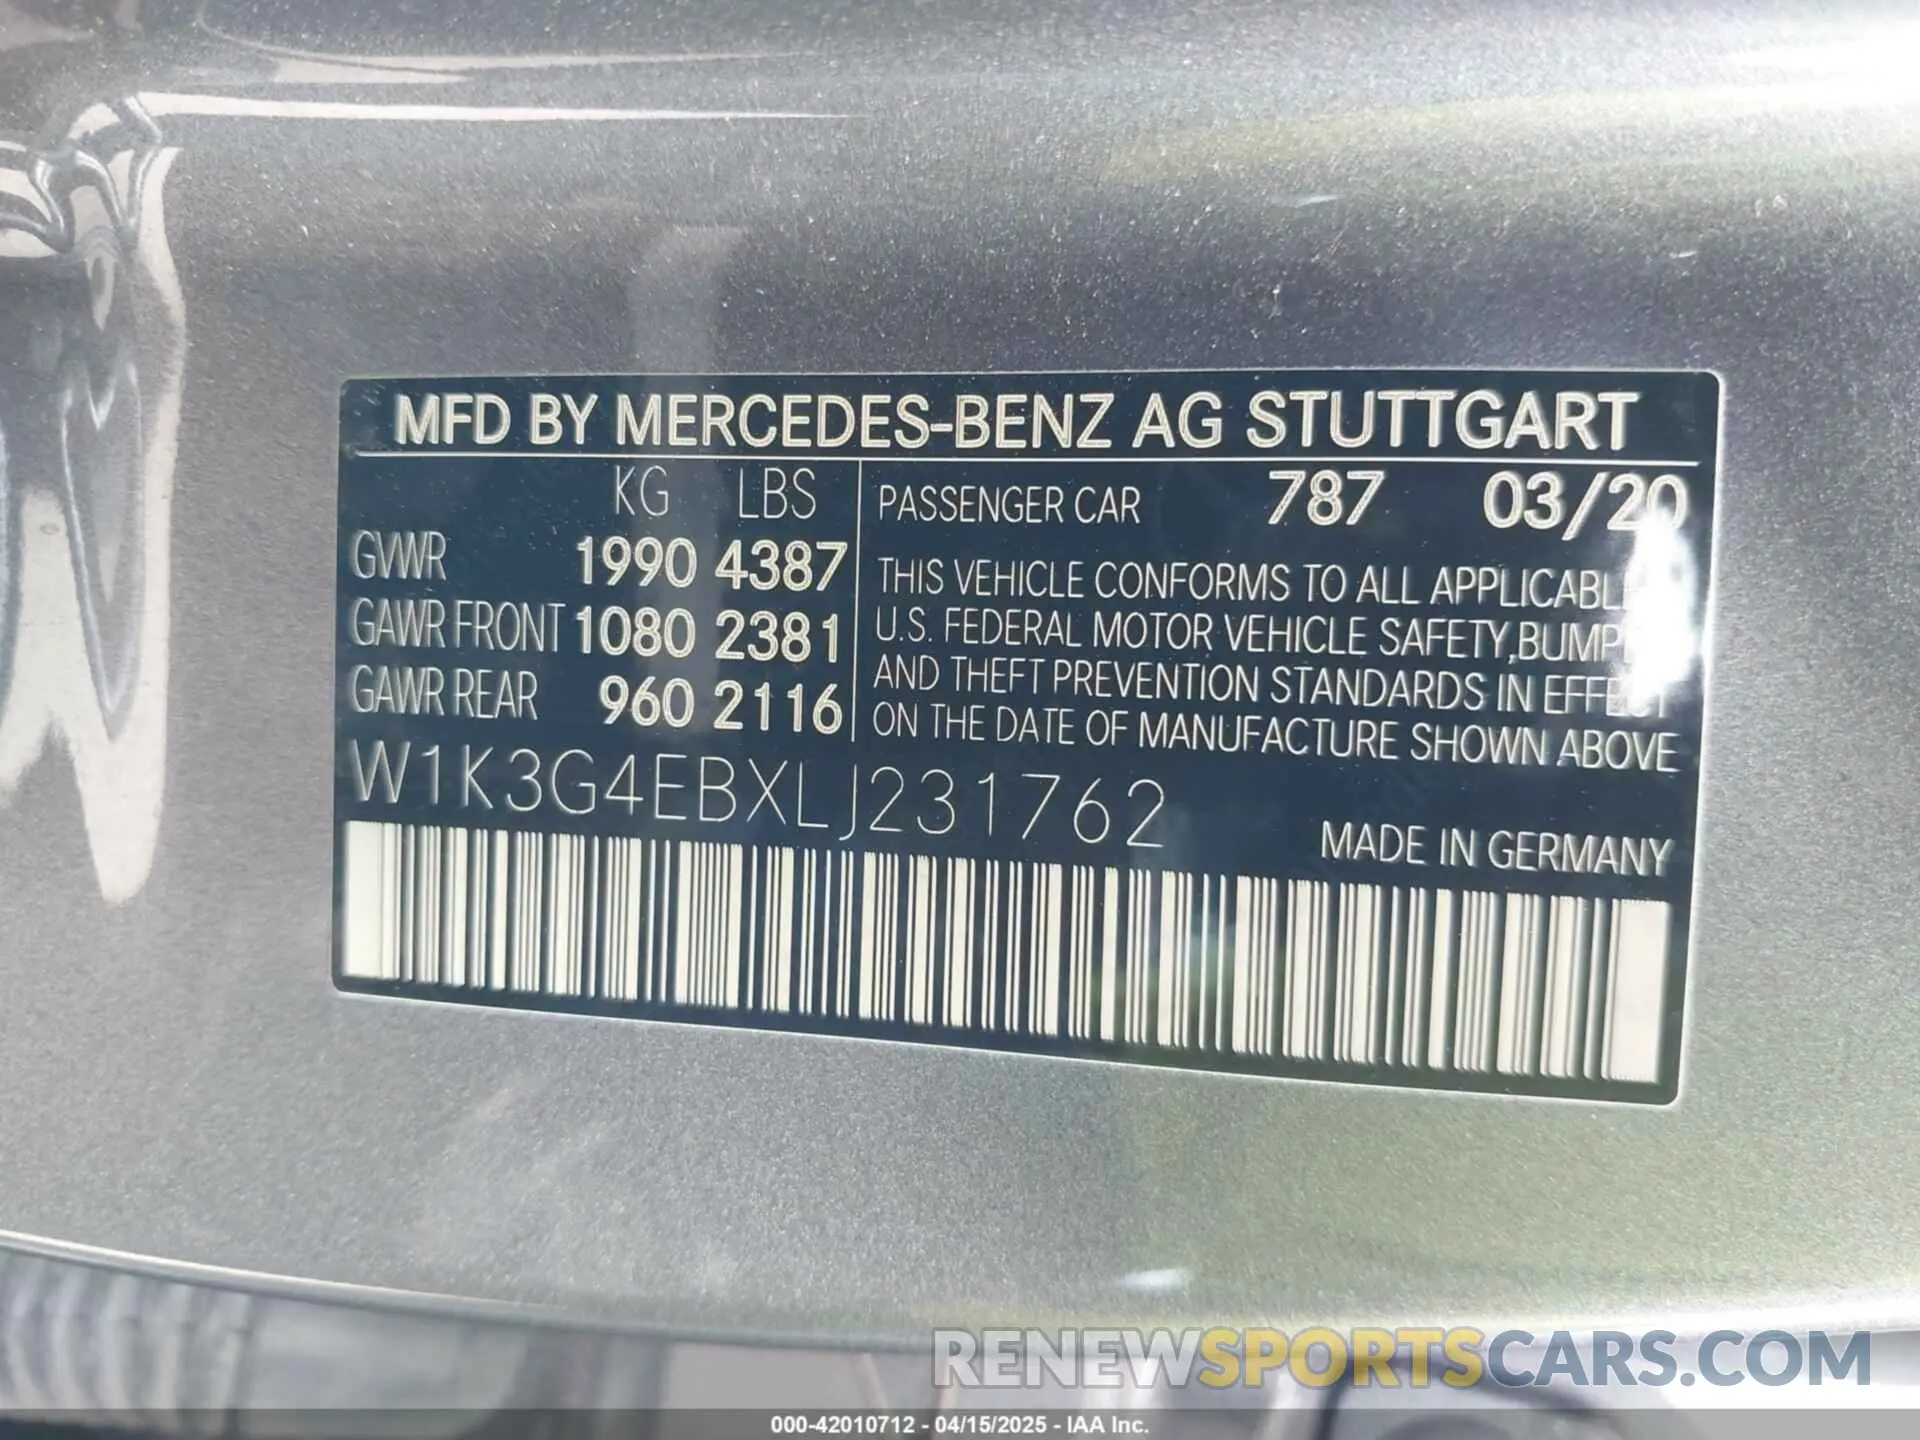 MFD BY MERCEDES-BENZ AG STUTTGART
KG LBS
GVWR 1990 4387
GAWR FRONT 1080 2381
GAWR REAR 960 2116
PASSENGER CAR 787 03/20
THIS VEHICLE CONFORMS TO ALL APPLICABL
U.S. FEDERAL MOTOR VEHICLE SAFETY, BUMP
AND THEFT PREVENTION STANDARDS IN EFFECT
ON THE DATE OF MANUFACTURE SHOWN ABOVE
W1K3G4EBXLJ231762
MADE IN GERMANY
RENEWSPORTSCARS.COM
000-42010712 - 04/15/2025 - IAA Inc.